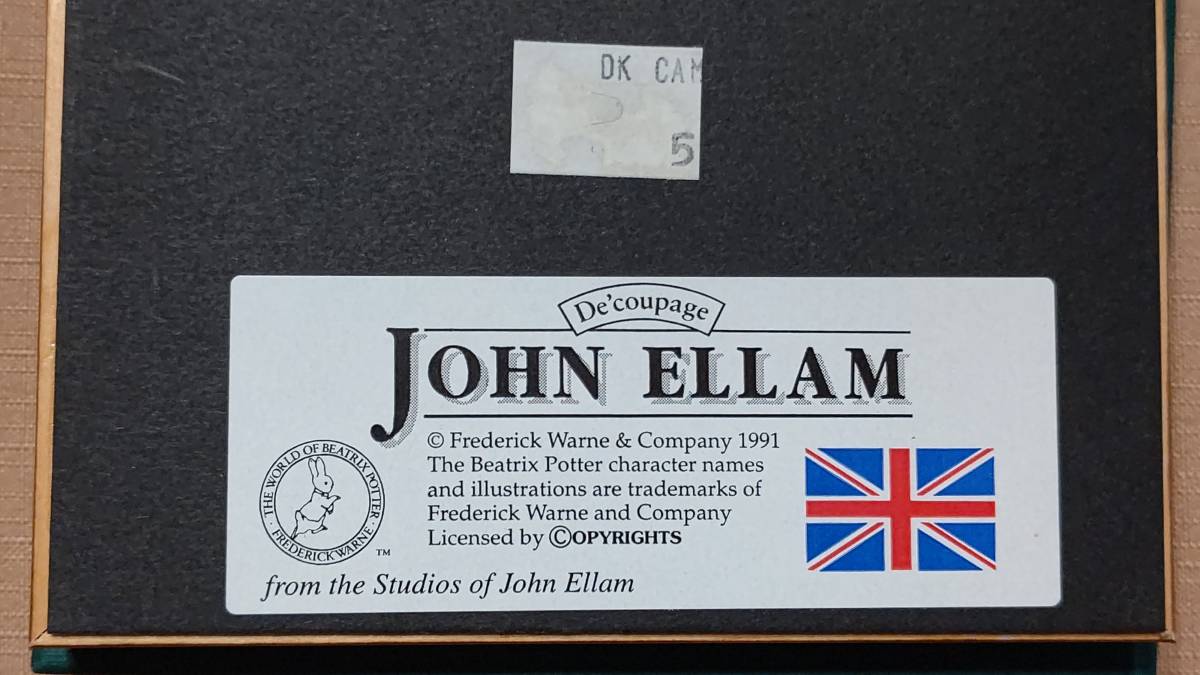 DK CAM
5
De'coupage
JOHN ELLAM
© Frederick Warne & Company 1991
The Beatrix Potter character names
and illustrations are trademarks of
Frederick Warne and Company
Licensed by ©OPYRIGHTS
THE WORLD OF BEATRIX POTTER
· FREDERICK WARNE ·
TM
from the Studios of John Ellam